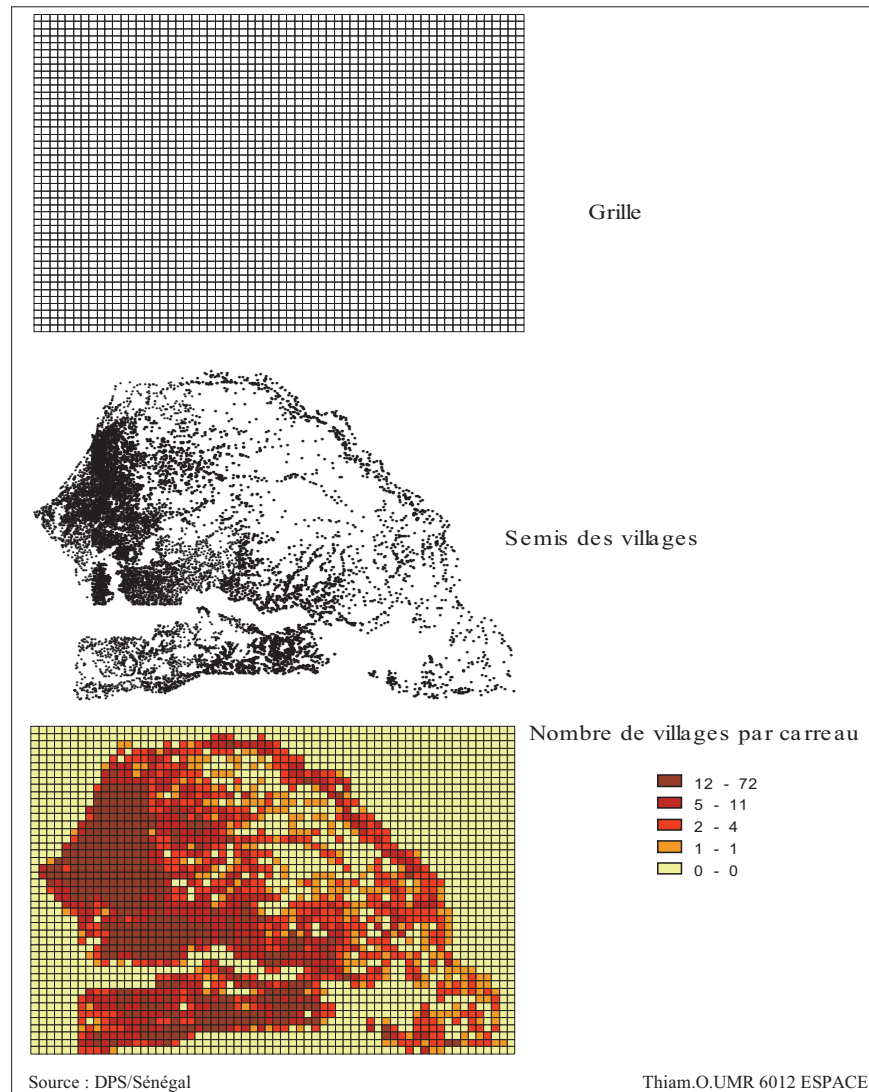 Grille
Semis des villages
Nombre de villages par carreau
12 - 72
5 - 11
2 - 4
1 - 1
0 - 0
Source : DPS/Sénégal
Thiam.O.UMR 6012 ESPACE